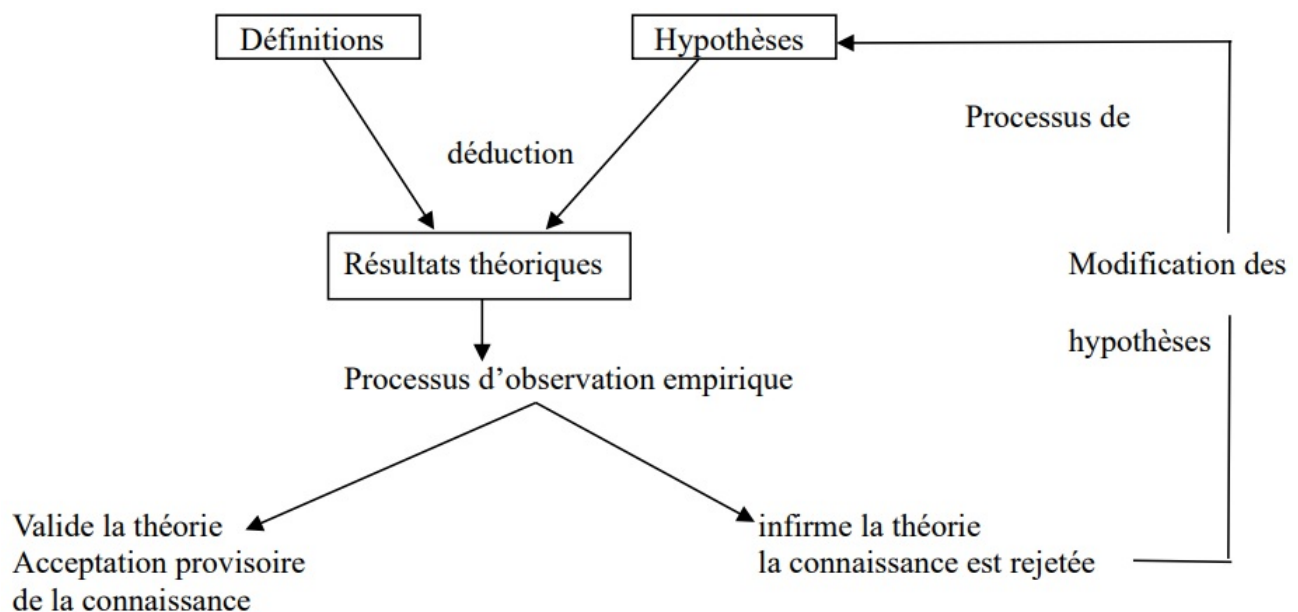 Définitions
Hypothèses
Processus de
déduction
Résultats théoriques
Modification des
hypothèses
Processus d’observation empirique
Valide la théorie
Acceptation provisoire
de la connaissance
infirme la théorie
la connaissance est rejetée